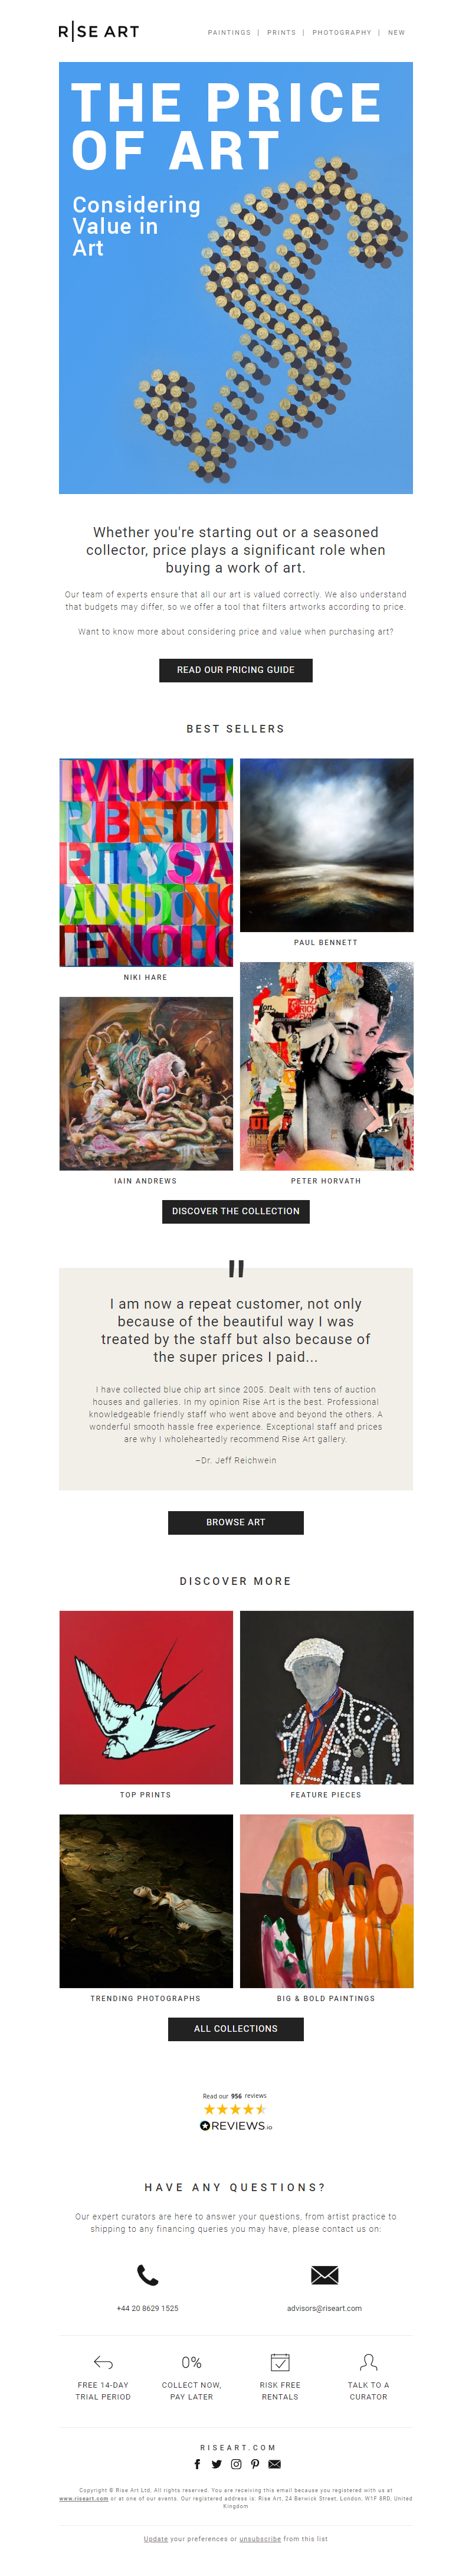 RISE ART
PAINTINGS | PRINTS | PHOTOGRAPHY | NEW
THE PRICE
OF ART
Considering
Value in
Art
Whether you're starting out or a seasoned
collector, price plays a significant role when
buying a work of art.
Our team of experts ensure that all our art is valued correctly. We also understand
that budgets may differ, so we offer a tool that filters artworks according to price.
Want to know more about considering price and value when purchasing art?
READ OUR PRICING GUIDE
BEST SELLERS
NIKI HARE
PAUL BENNETT
IAIN ANDREWS
PETER HORVATH
DISCOVER THE COLLECTION
"
I am now a repeat customer, not only
because of the beautiful way I was
treated by the staff but also because of
the super prices I paid...
I have collected blue chip art since 2005. Dealt with tens of auction
houses and galleries. In my opinion Rise Art is the best. Professional
knowledgeable friendly staff who went above and beyond the others. A
wonderful smooth hassle free experience. Exceptional staff and prices
are why I wholeheartedly recommend Rise Art gallery.
–Dr. Jeff Reichwein
BROWSE ART
DISCOVER MORE
TOP PRINTS
FEATURE PIECES
TRENDING PHOTOGRAPHS
BIG & BOLD PAINTINGS
ALL COLLECTIONS
Read our 956 reviews
REVIEWS.io
HAVE ANY QUESTIONS?
Our expert curators are here to answer your questions, from artist practice to
shipping to any financing queries you may have, please contact us on:
+44 20 8629 1525
advisors@riseart.com
0%
FREE 14-DAY
TRIAL PERIOD
COLLECT NOW,
PAY LATER
RISK FREE
RENTALS
TALK TO A
CURATOR
RISEART.COM
Copyright © Rise Art Ltd, All rights reserved. You are receiving this email because you registered with us at
www.riseart.com or at one of our events. Our registered address is: Rise Art, 24 Berwick Street, London, W1F 8RD, United
Kingdom
Update your preferences or unsubscribe from this list